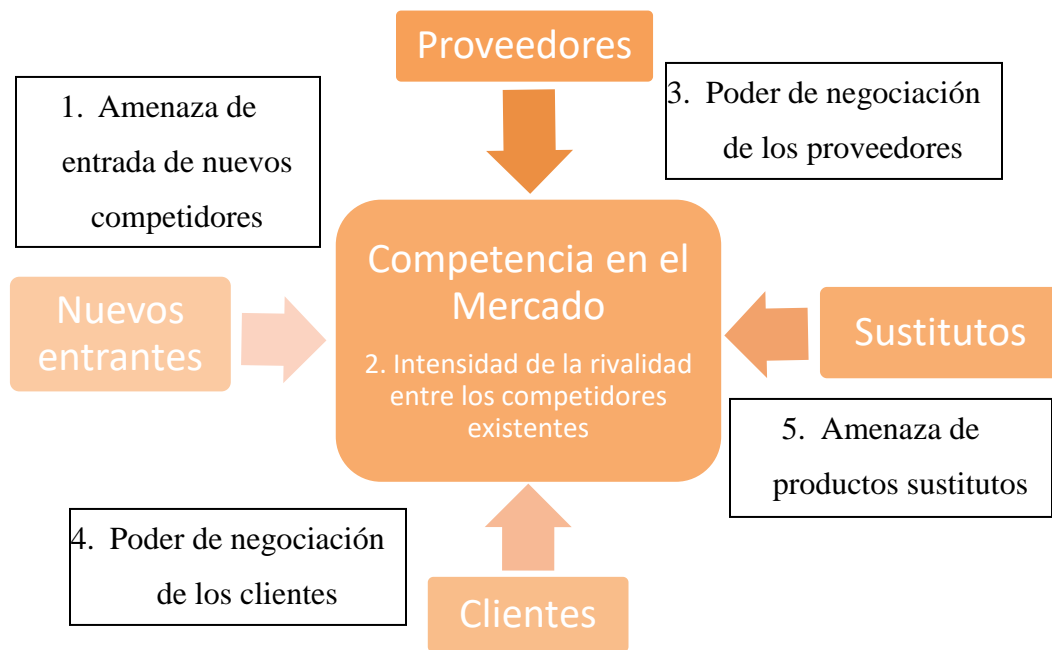 Proveedores
1. Amenaza de
entrada de nuevos
competidores
3. Poder de negociación
de los proveedores
Competencia en el
Mercado
2. Intensidad de la rivalidad
entre los competidores
existentes
Nuevos
entrantes
Sustitutos
5. Amenaza de
productos sustitutos
4. Poder de negociación
de los clientes
Clientes